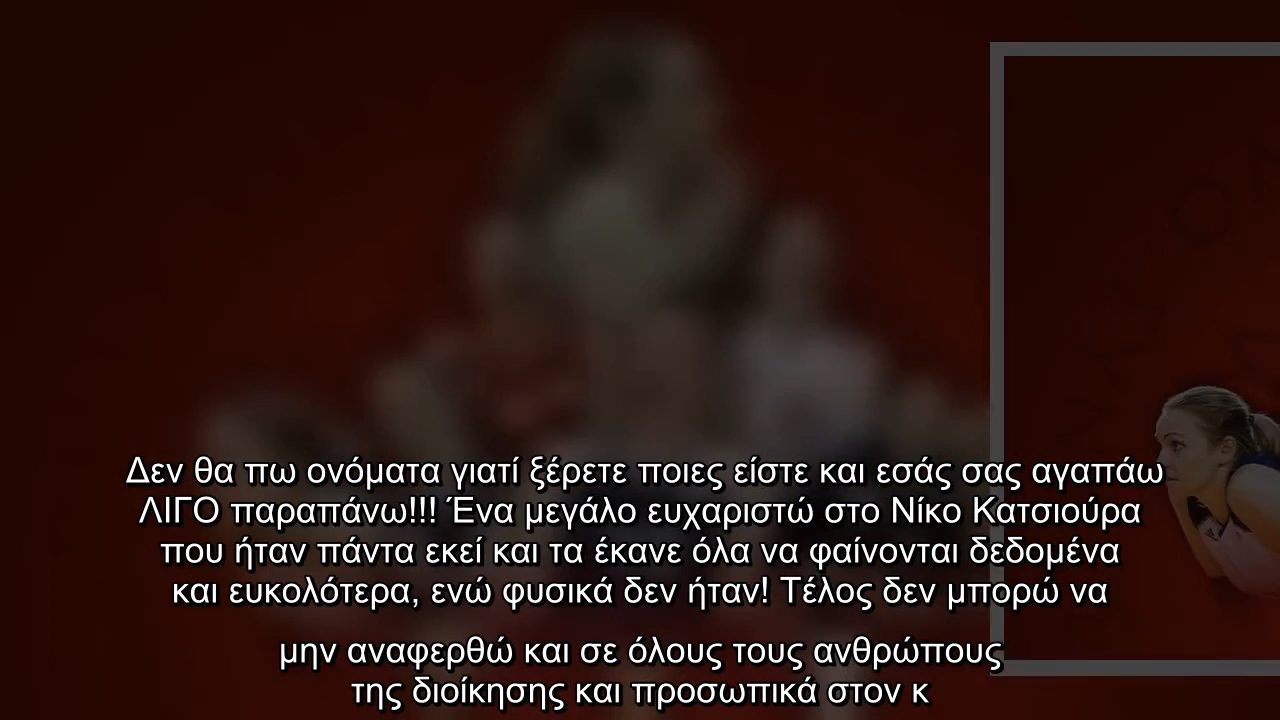 Δεν θα πω ονόματα γιατί ξέρετε ποιες είστε και εσάς σας αγαπάω
ΛΙΓΟ παραπάνω!!! Ένα μεγάλο ευχαριστώ στο Νίκο Κατσιούρα
που ήταν πάντα εκεί και τα έκανε όλα να φαίνονται δεδομένα
και ευκολότερα, ενώ φυσικά δεν ήταν! Τέλος δεν μπορώ να
μην αναφερθώ και σε όλους τους ανθρώπους
της διοίκησης και προσωπικά στον κ